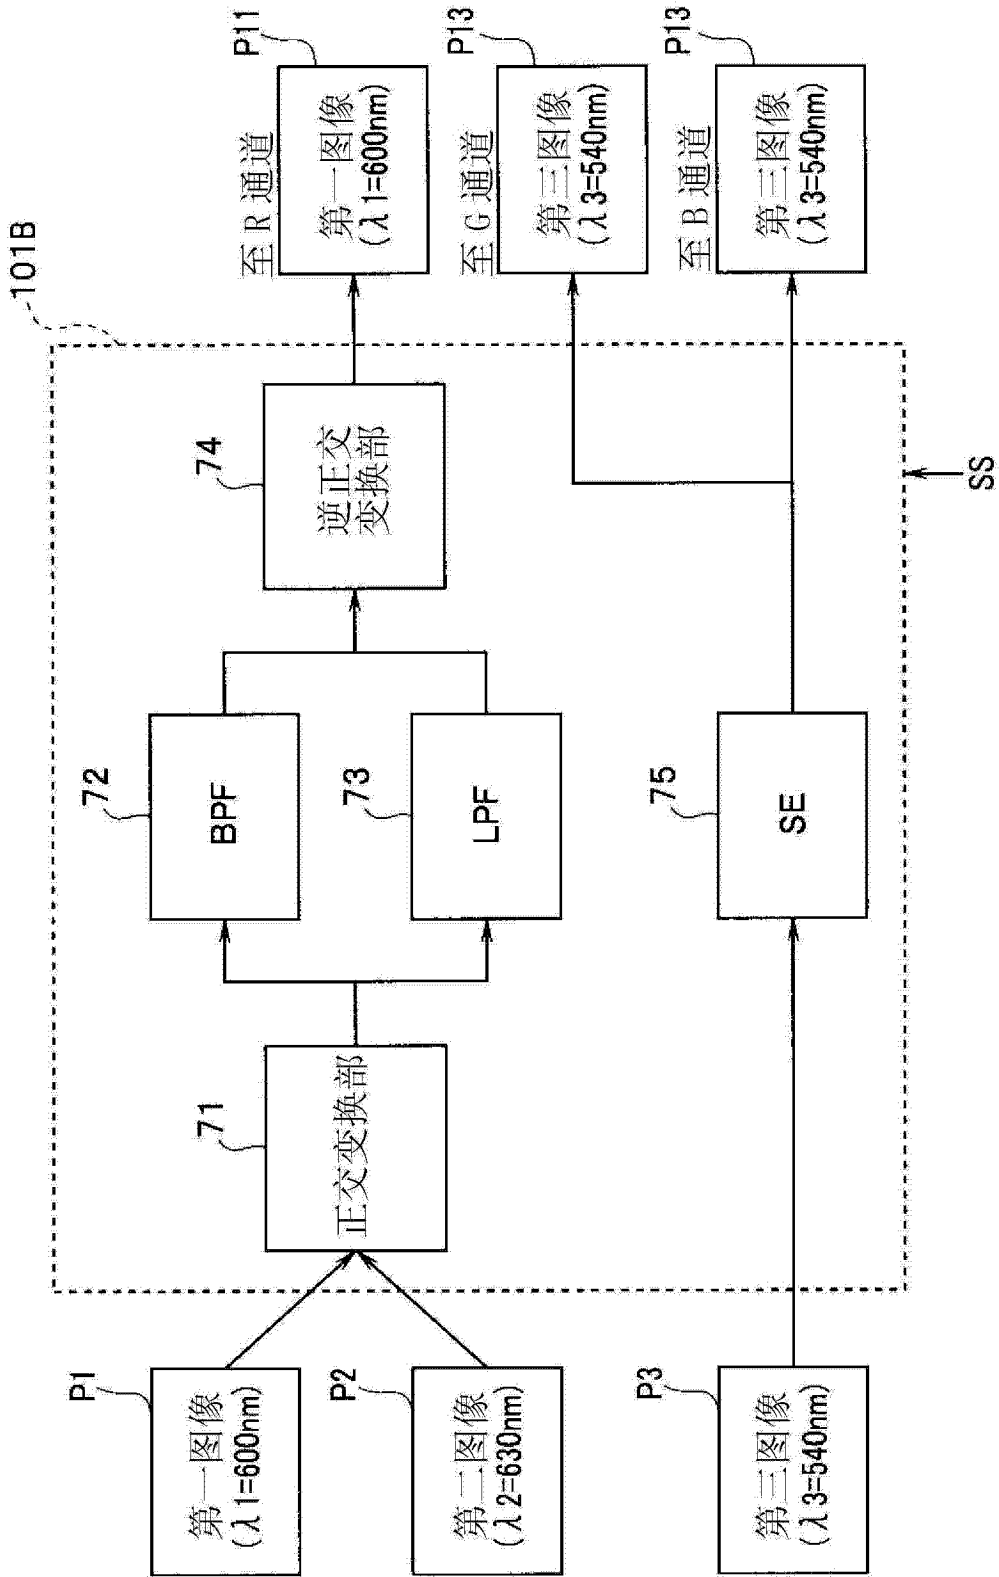 101B
P1
第一图像
(λ1=600nm)
P2
第二图像
(λ2=630nm)
P3
第三图像
(λ3=540nm)
71
正交变换部
72
BPF
73
LPF
74
逆正交
变换部
75
SE
SS
至 R 通道
P11
第一图像
(λ1=600nm)
至 G 通道
P13
第三图像
(λ3=540nm)
至 B 通道
P13
第三图像
(λ3=540nm)